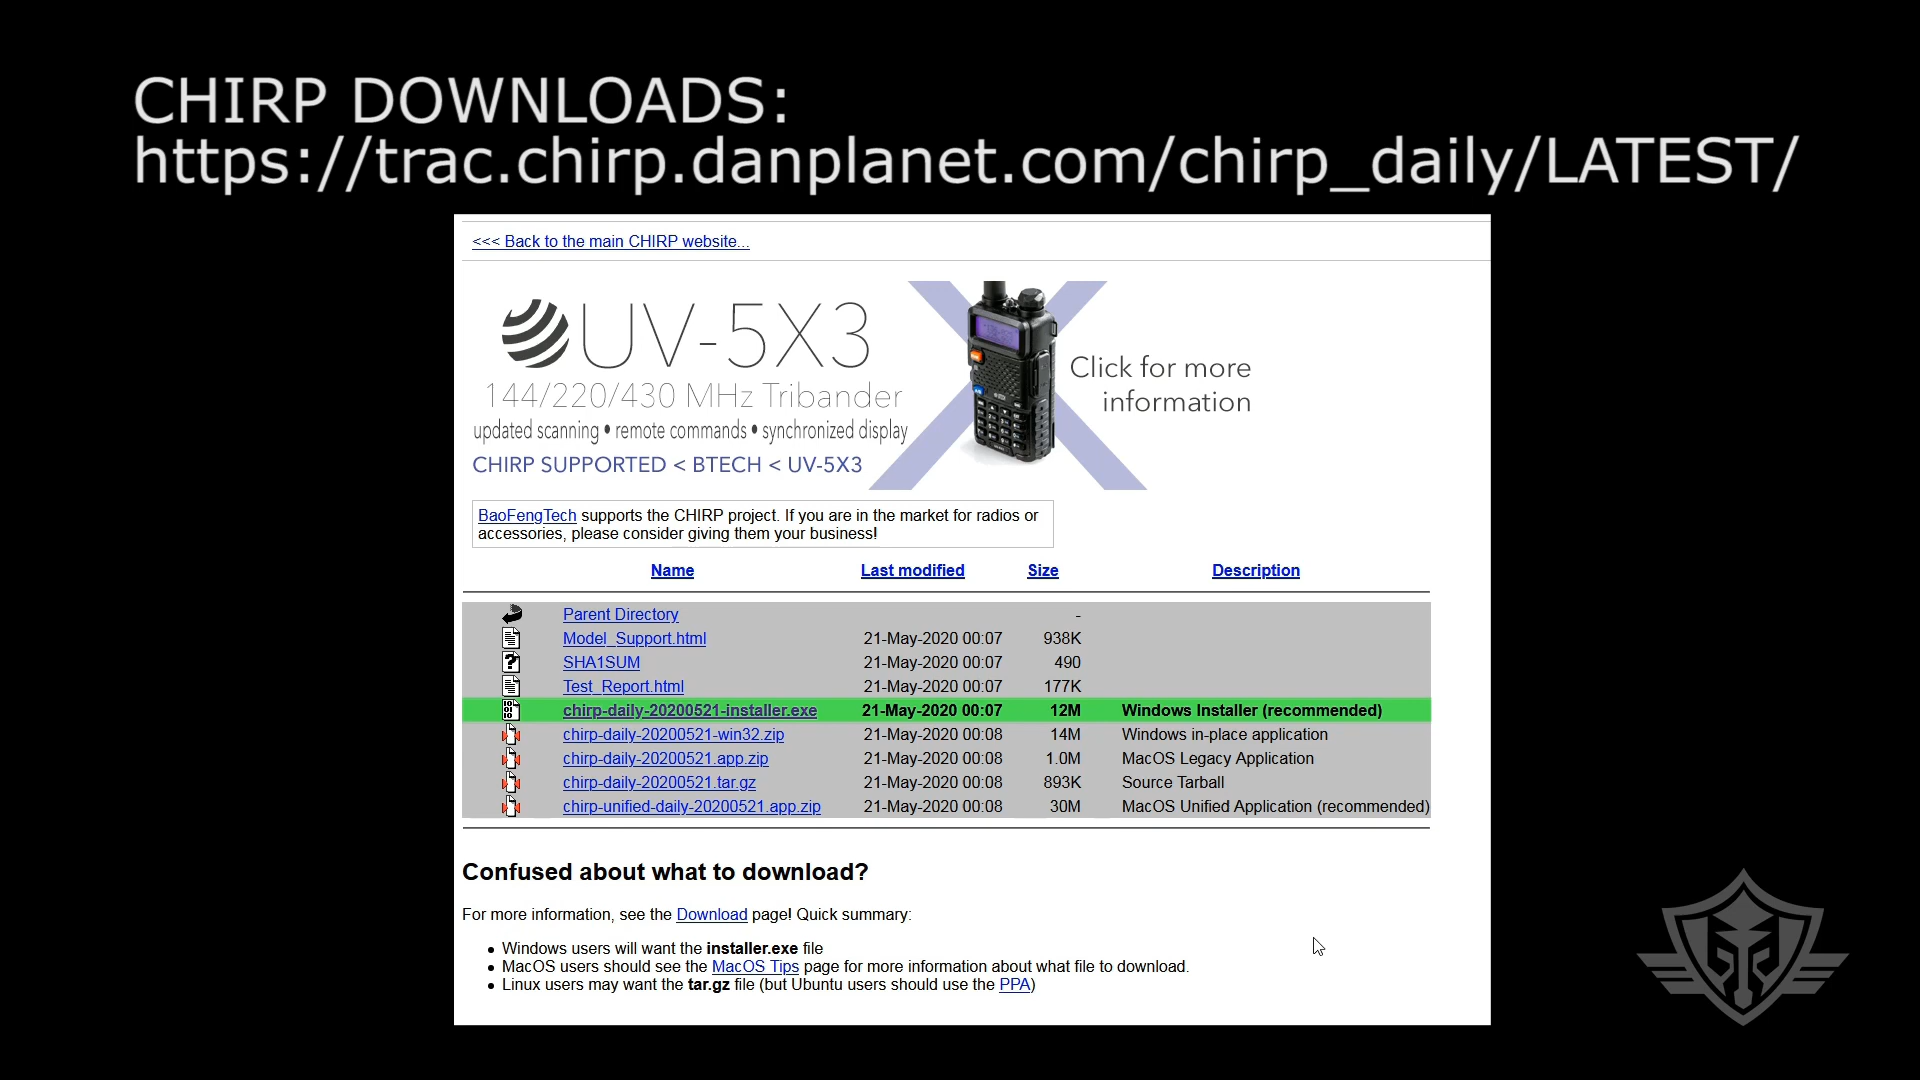 CHIRP DOWNLOADS:
https://trac.chirp.danplanet.com/chirp_daily/LATEST/
<<< Back to the main CHIRP website...
UV-5X3
144/220/430 MHz Tribander
updated scanning • remote commands • synchronized display
CHIRP SUPPORTED < BTECH < UV-5X3
Click for more
information
BaoFengTech supports the CHIRP project. If you are in the market for radios or
accessories, please consider giving them your business!
Name Last modified Size Description
Parent Directory -
Model_Support.html 21-May-2020 00:07 938K
SHA1SUM 21-May-2020 00:07 490
Test_Report.html 21-May-2020 00:07 177K
chirp-daily-20200521-installer.exe 21-May-2020 00:07 12M Windows Installer (recommended)
chirp-daily-20200521-win32.zip 21-May-2020 00:08 14M Windows in-place application
chirp-daily-20200521.app.zip 21-May-2020 00:08 1.0M MacOS Legacy Application
chirp-daily-20200521.tar.gz 21-May-2020 00:08 893K Source Tarball
chirp-unified-daily-20200521.app.zip 21-May-2020 00:08 30M MacOS Unified Application (recommended)
Confused about what to download?
For more information, see the Download page! Quick summary:
• Windows users will want the installer.exe file
• MacOS users should see the MacOS Tips page for more information about what file to download.
• Linux users may want the tar.gz file (but Ubuntu users should use the PPA)